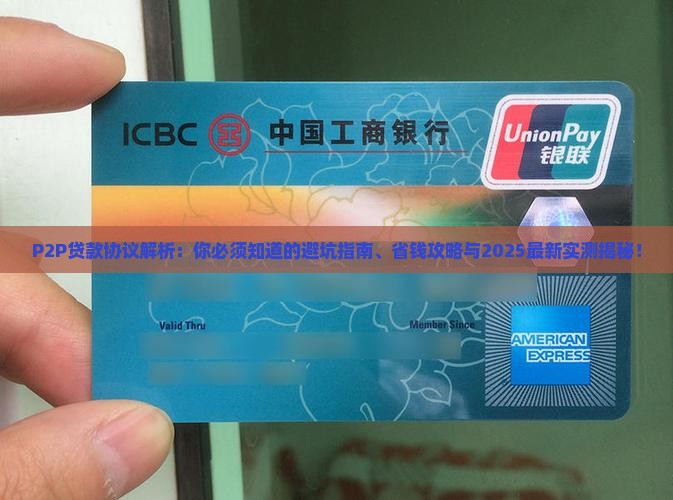 ICBC 中国工商银行
UnionPay
银联
P2P贷款协议解析：你必须知道的避坑指南、省钱攻略与2025最新实测揭秘！
Valid Thru
Member Since
AMERICAN
EXPRESS